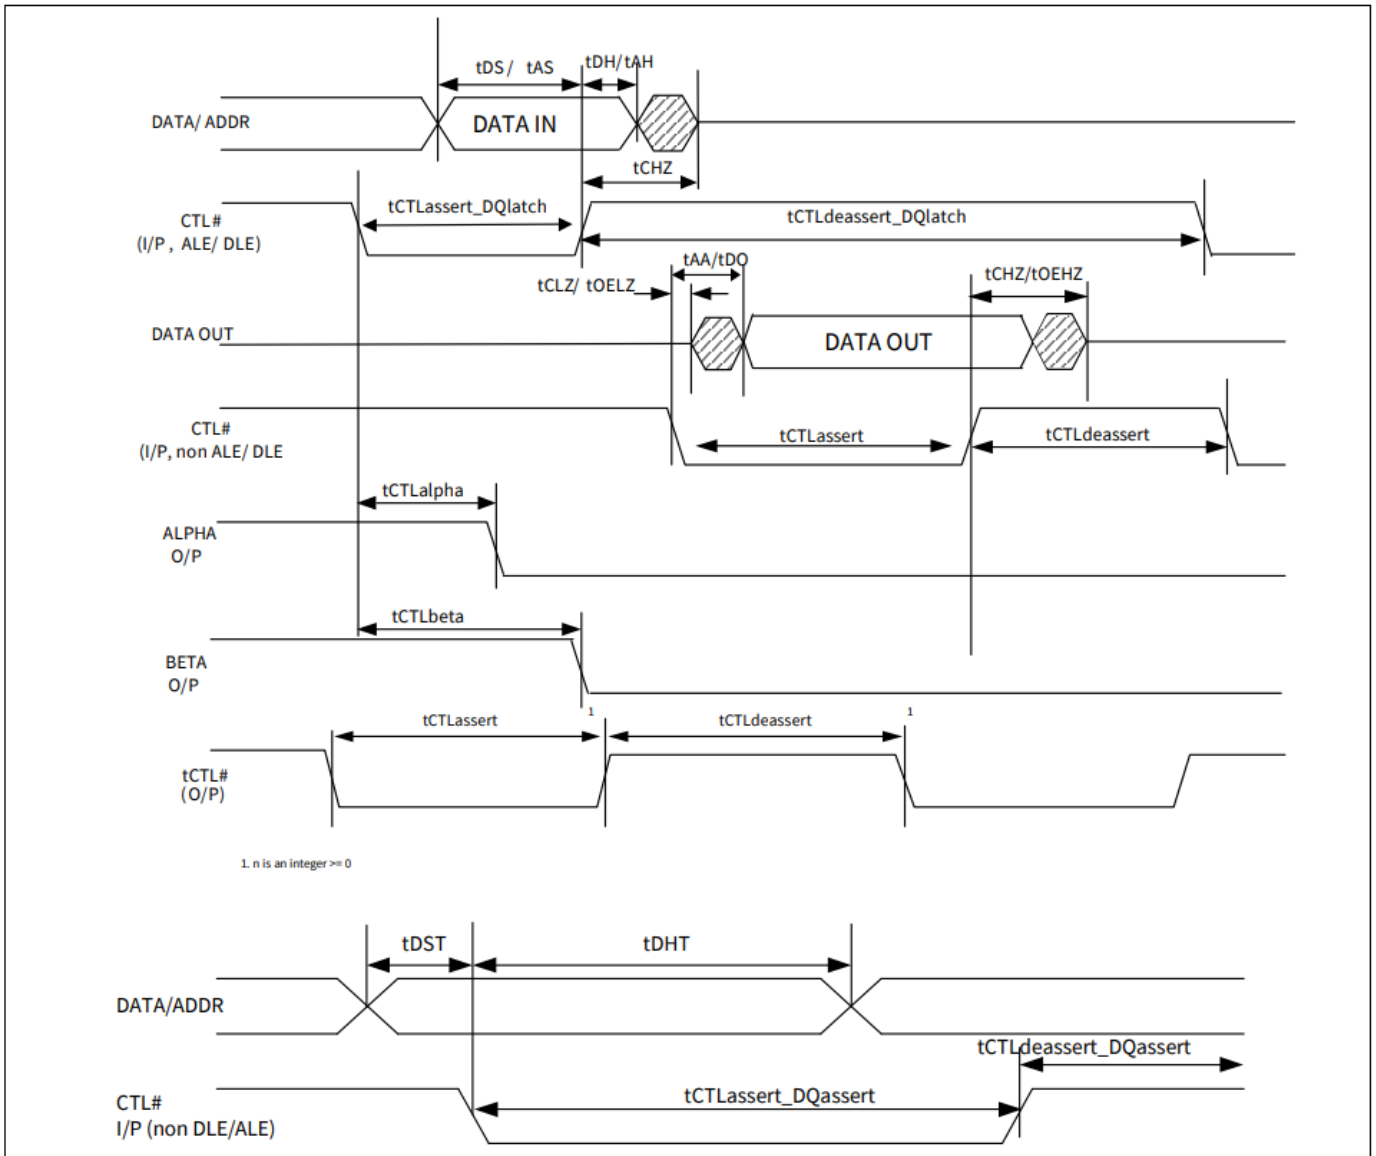 tDS/ tAS
tDH/tAH
DATA/ ADDR
DATA IN
tCHZ
CTL#
(I/P , ALE/ DLE)
tCTLassert_DQlatch
tCTLdeassert_DQlatch
tAA/tDO
tCLZ/ tOELZ
tCHZ/tOEHZ
DATA OUT
DATA OUT
CTL#
(I/P, non ALE/ DLE
tCTLassert
tCTLdeassert
tCTLalpha
ALPHA
O/P
tCTLbeta
BETA
O/P
tCTLassert
1
tCTLdeassert
1
tCTL#
(O/P)
1. n is an integer >= 0
tDST
tDHT
DATA/ADDR
tCTLdeassert_DQassert
CTL#
I/P (non DLE/ALE)
tCTLassert_DQassert